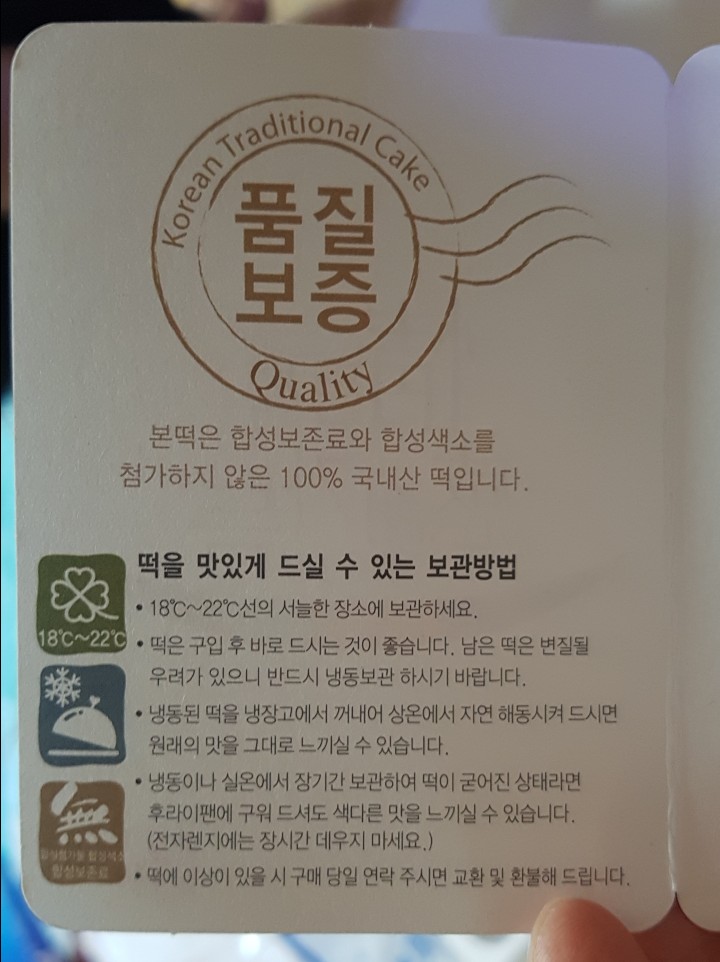 Korean Traditional Cake
품질
보증
Quality
본떡은 합성보존료와 합성색소를
첨가하지 않은 100% 국내산 떡입니다.
떡을 맛있게 드실 수 있는 보관방법
18℃~22℃
• 18℃~22℃선의 서늘한 장소에 보관하세요.
• 떡은 구입 후 바로 드시는 것이 좋습니다. 남은 떡은 변질될
우려가 있으니 반드시 냉동보관 하시기 바랍니다.
• 냉동된 떡을 냉장고에서 꺼내어 상온에서 자연 해동시켜 드시면
원래의 맛을 그대로 느끼실 수 있습니다.
• 냉동이나 실온에서 장기간 보관하여 떡이 굳어진 상태라면
후라이팬에 구워 드셔도 색다른 맛을 느끼실 수 있습니다.
(전자렌지에는 장시간 데우지 마세요.)
無
합성색소
합성보존료
• 떡에 이상이 있을 시 구매 당일 연락 주시면 교환 및 환불해 드립니다.